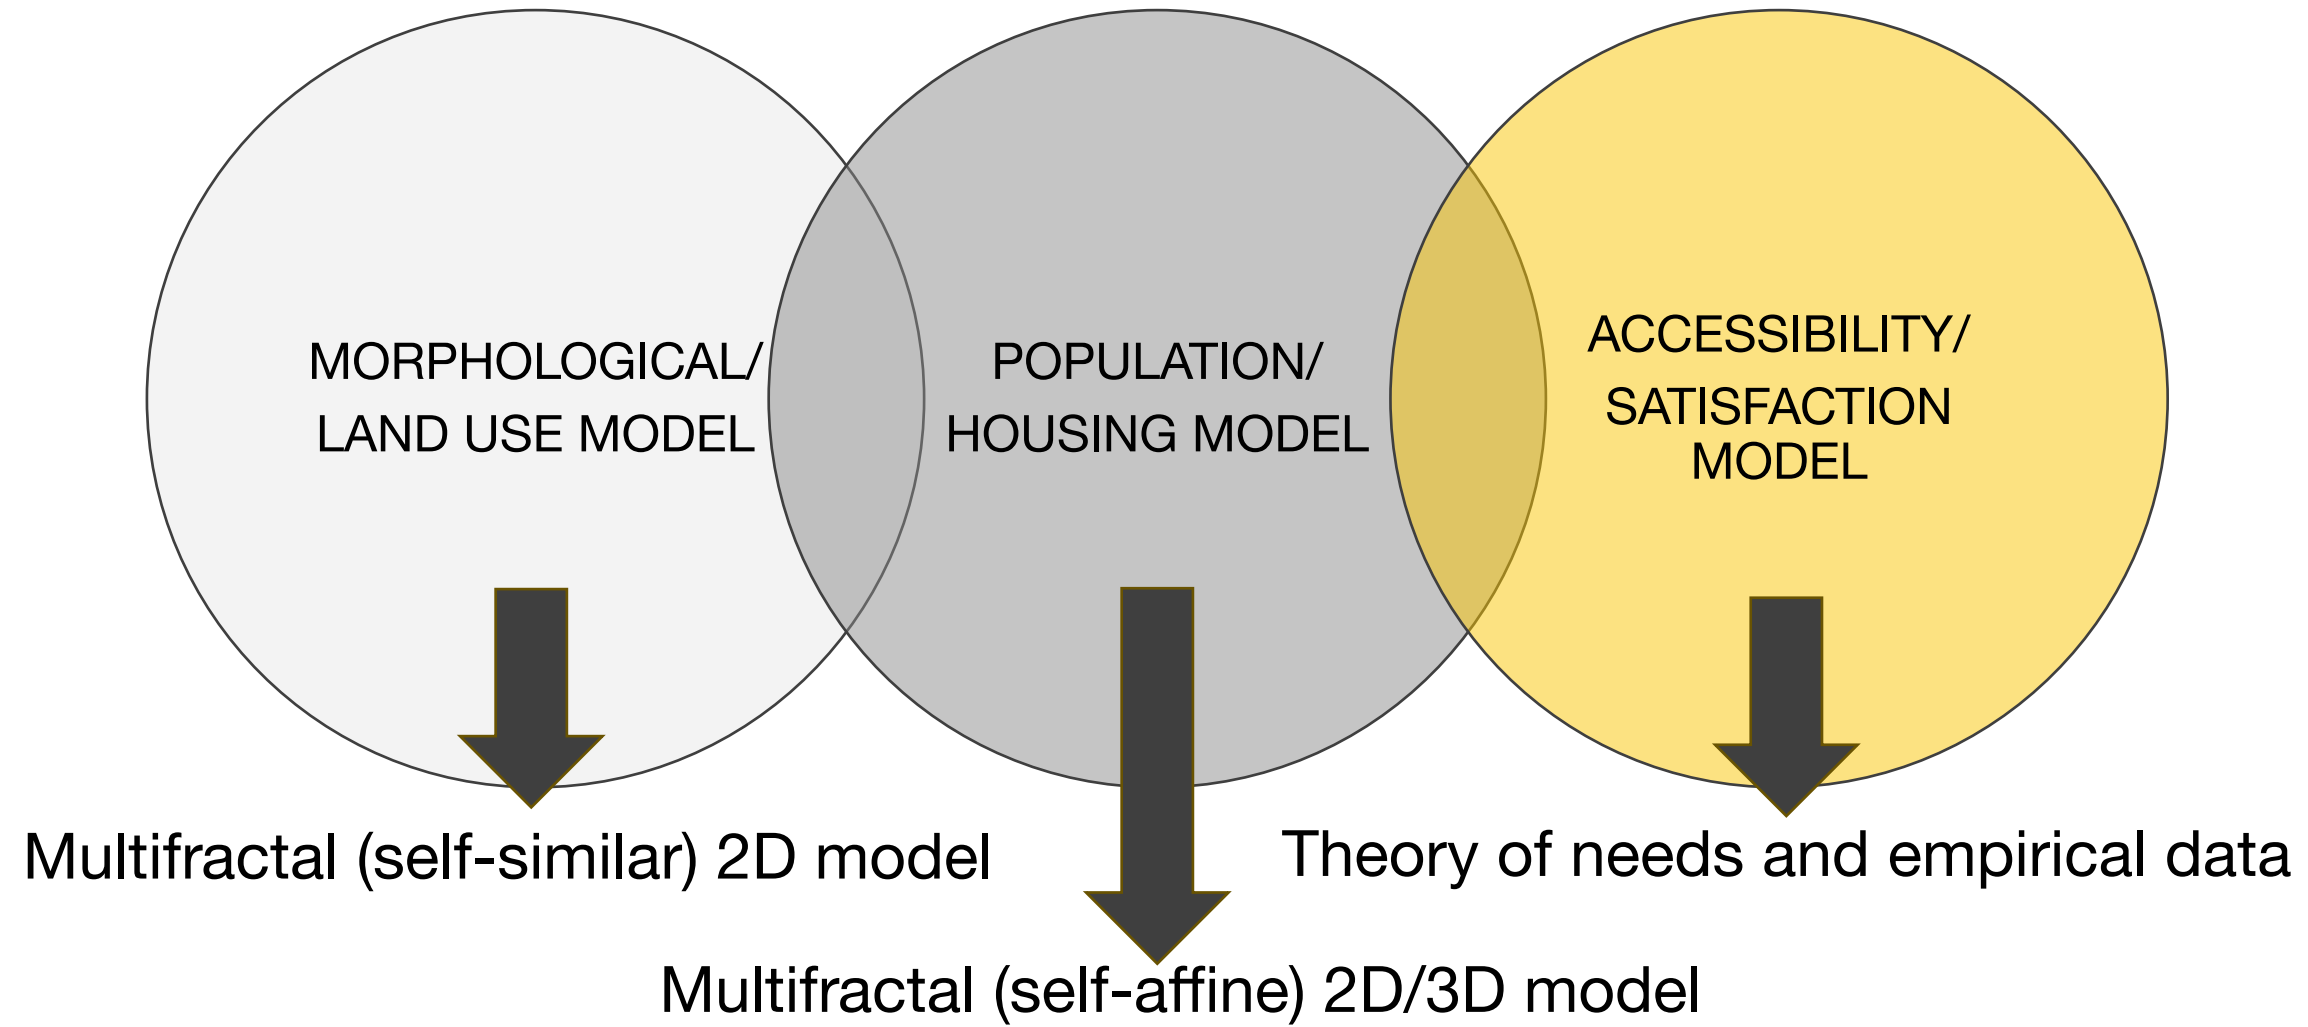 MORPHOLOGICAL/
LAND USE MODEL
POPULATION/
HOUSING MODEL
ACCESSIBILITY/
SATISFACTION
MODEL
Multifractal (self-similar) 2D model
Theory of needs and empirical data
Multifractal (self-affine) 2D/3D model